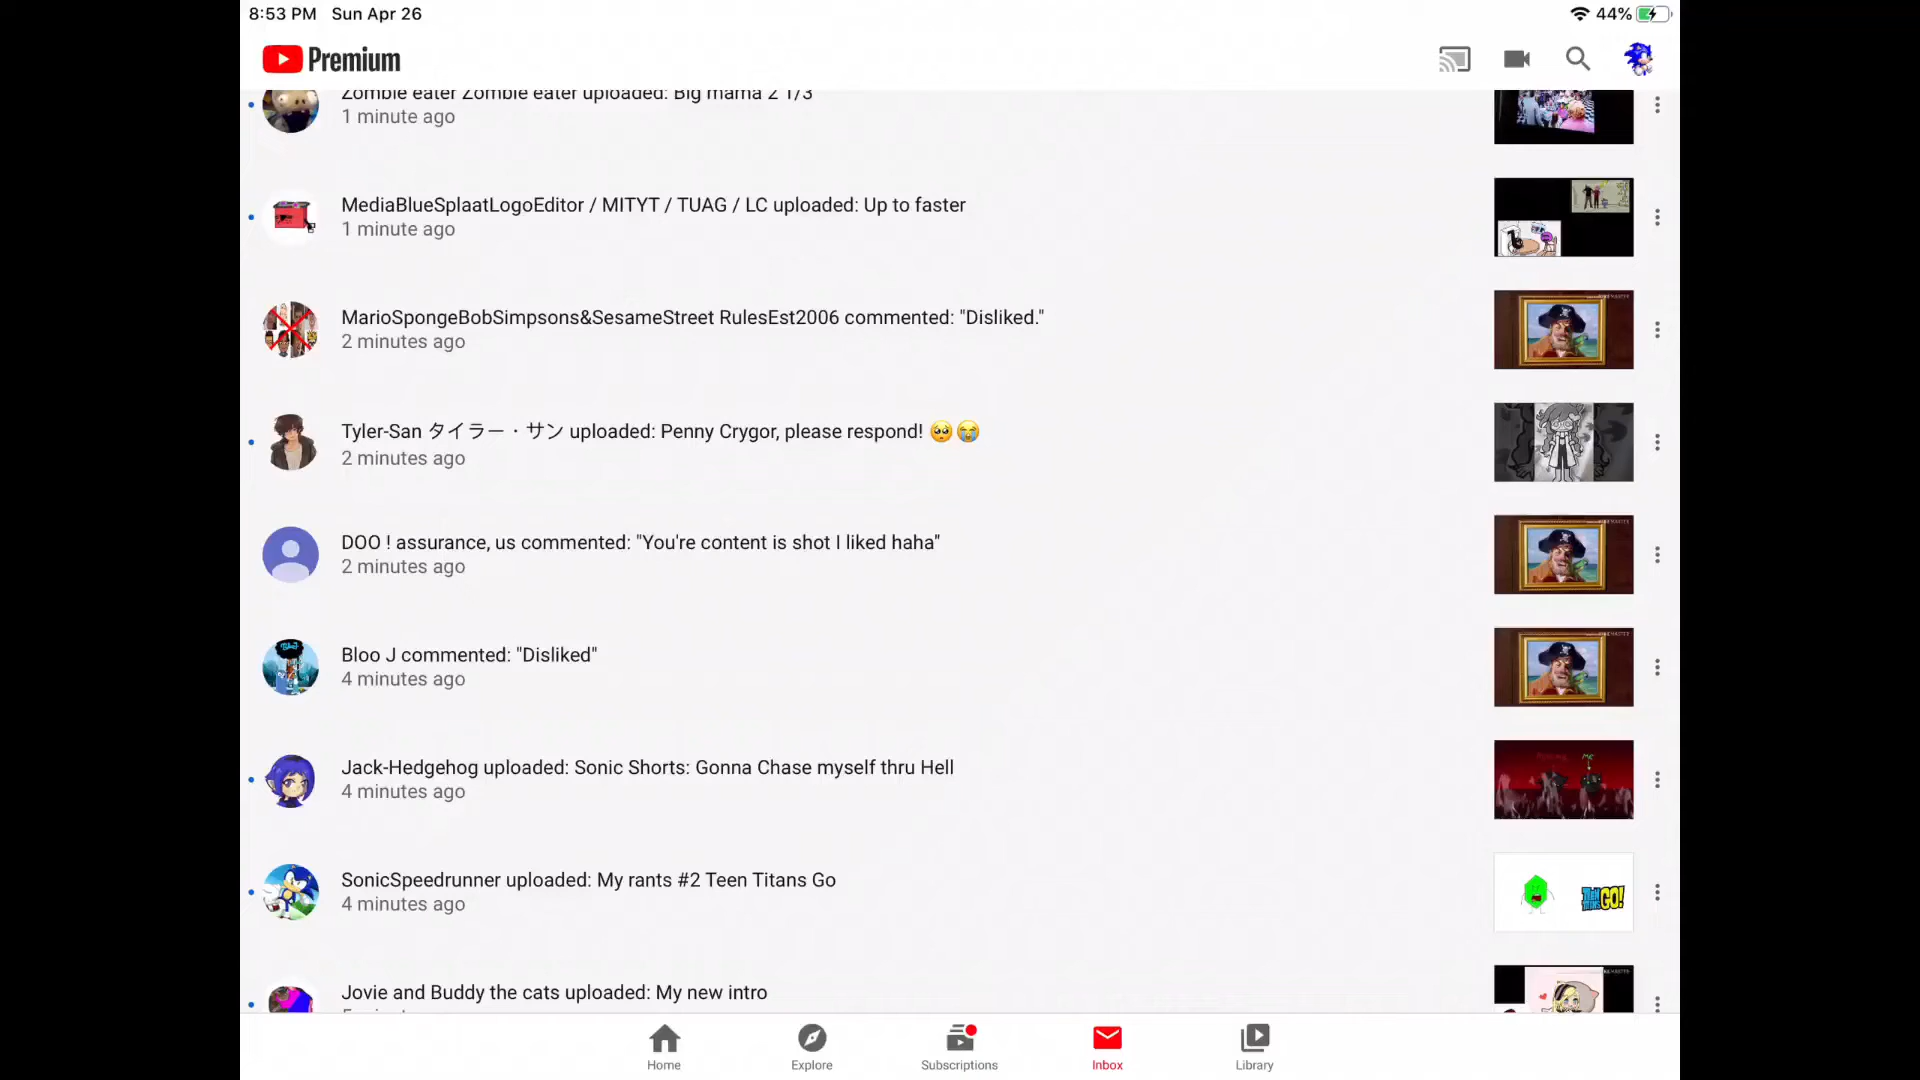 8:53 PM Sun Apr 26
44%
Premium
Zombie eater Zombie eater uploaded: Big mama 2 1/3
1 minute ago
MediaBlueSplaatLogoEditor / MITYT / TUAG / LC uploaded: Up to faster
1 minute ago
MarioSpongeBobSimpsons&SesameStreet RulesEst2006 commented: "Disliked."
2 minutes ago
Tyler-San タイラー・サン uploaded: Penny Crygor, please respond! 🥺😭
2 minutes ago
DOO ! assurance, us commented: "You're content is shot I liked haha"
2 minutes ago
Bloo J commented: "Disliked"
4 minutes ago
Jack-Hedgehog uploaded: Sonic Shorts: Gonna Chase myself thru Hell
4 minutes ago
ME
SonicSpeedrunner uploaded: My rants #2 Teen Titans Go
4 minutes ago
TEEN TITANS GO!
Jovie and Buddy the cats uploaded: My new intro
Home
Explore
Subscriptions
Inbox
Library